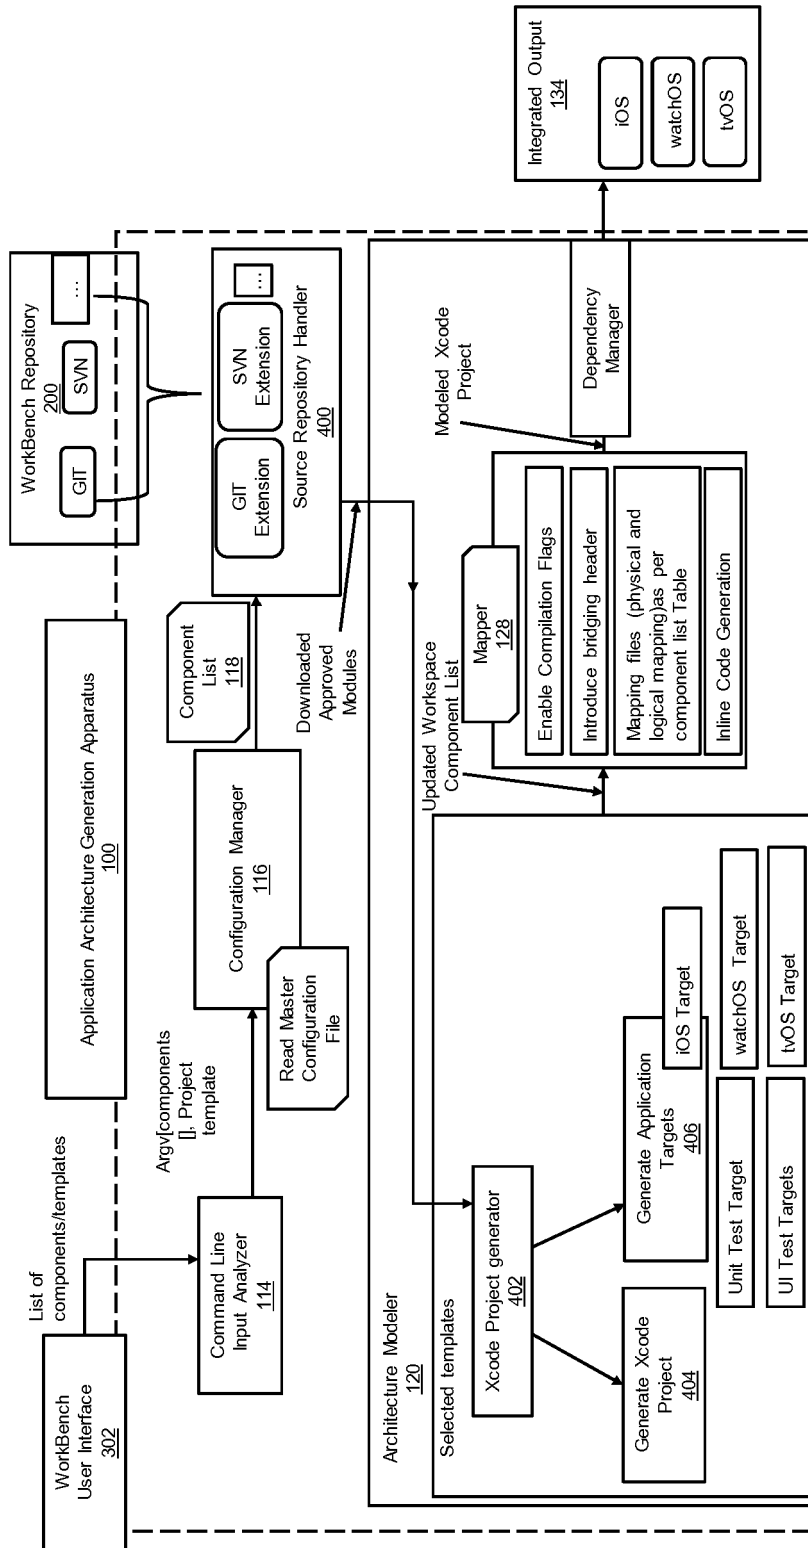 WorkBench
User Interface
302
List of
components/templates
Application Architecture Generation Apparatus
100
WorkBench Repository
200
GIT
SVN
...
Command Line
Input Analyzer
114
Argv[components
[], Project
template
Configuration Manager
116
Read Master
Configuration
File
Component
List
118
GIT
Extension
SVN
Extension
...
Source Repository Handler
400
Downloaded
Approved
Modules
Architecture Modeler
120
Selected templates
Xcode Project generator
402
Generate Xcode
Project
404
Generate Application
Targets
406
iOS Target
Unit Test Target
watchOS Target
UI Test Targets
tvOS Target
Updated Workspace
Component List
Mapper
128
Enable Compilation Flags
Introduce bridging header
Mapping files (physical and
logical mapping)as per
component list Table
Inline Code Generation
Modeled Xcode
Project
Dependency
Manager
Integrated Output
134
iOS
watchOS
tvOS